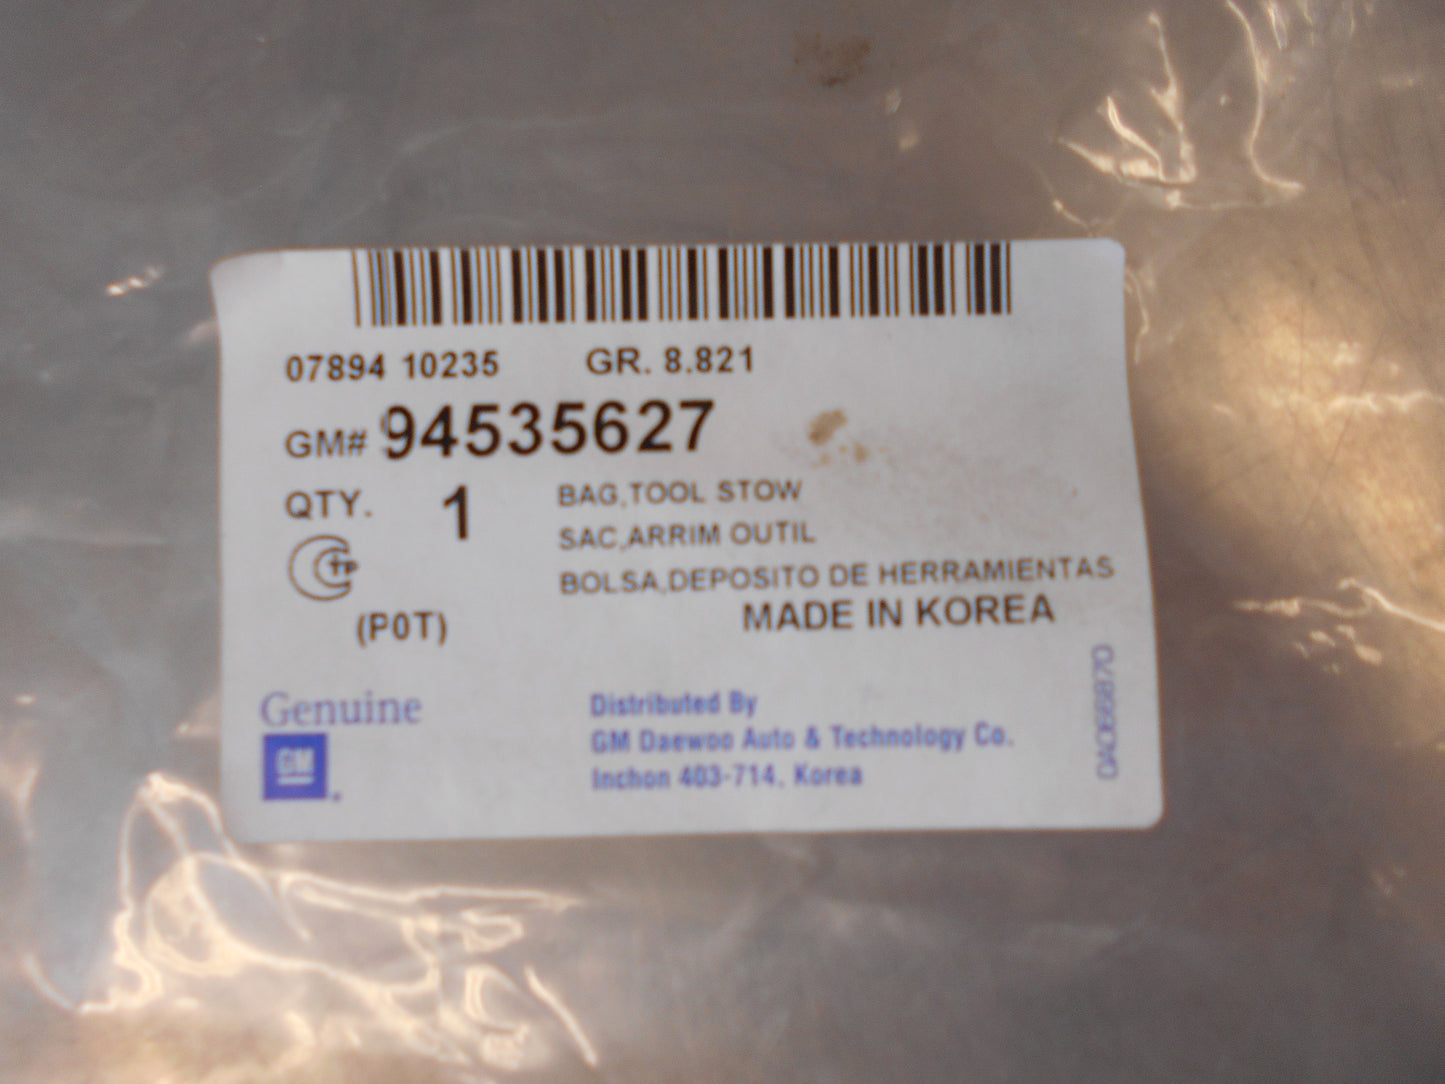 07894 10235 GR. 8.821
GM# 94535627
QTY. 1
BAG,TOOL STOW
SAC,ARRIM OUTIL
BOLSA,DEPOSITO DE HERRAMIENTAS
MADE IN KOREA
(P0T)
Genuine
GM
Distributed By
GM Daewoo Auto & Technology Co.
Inchon 403-714. Korea